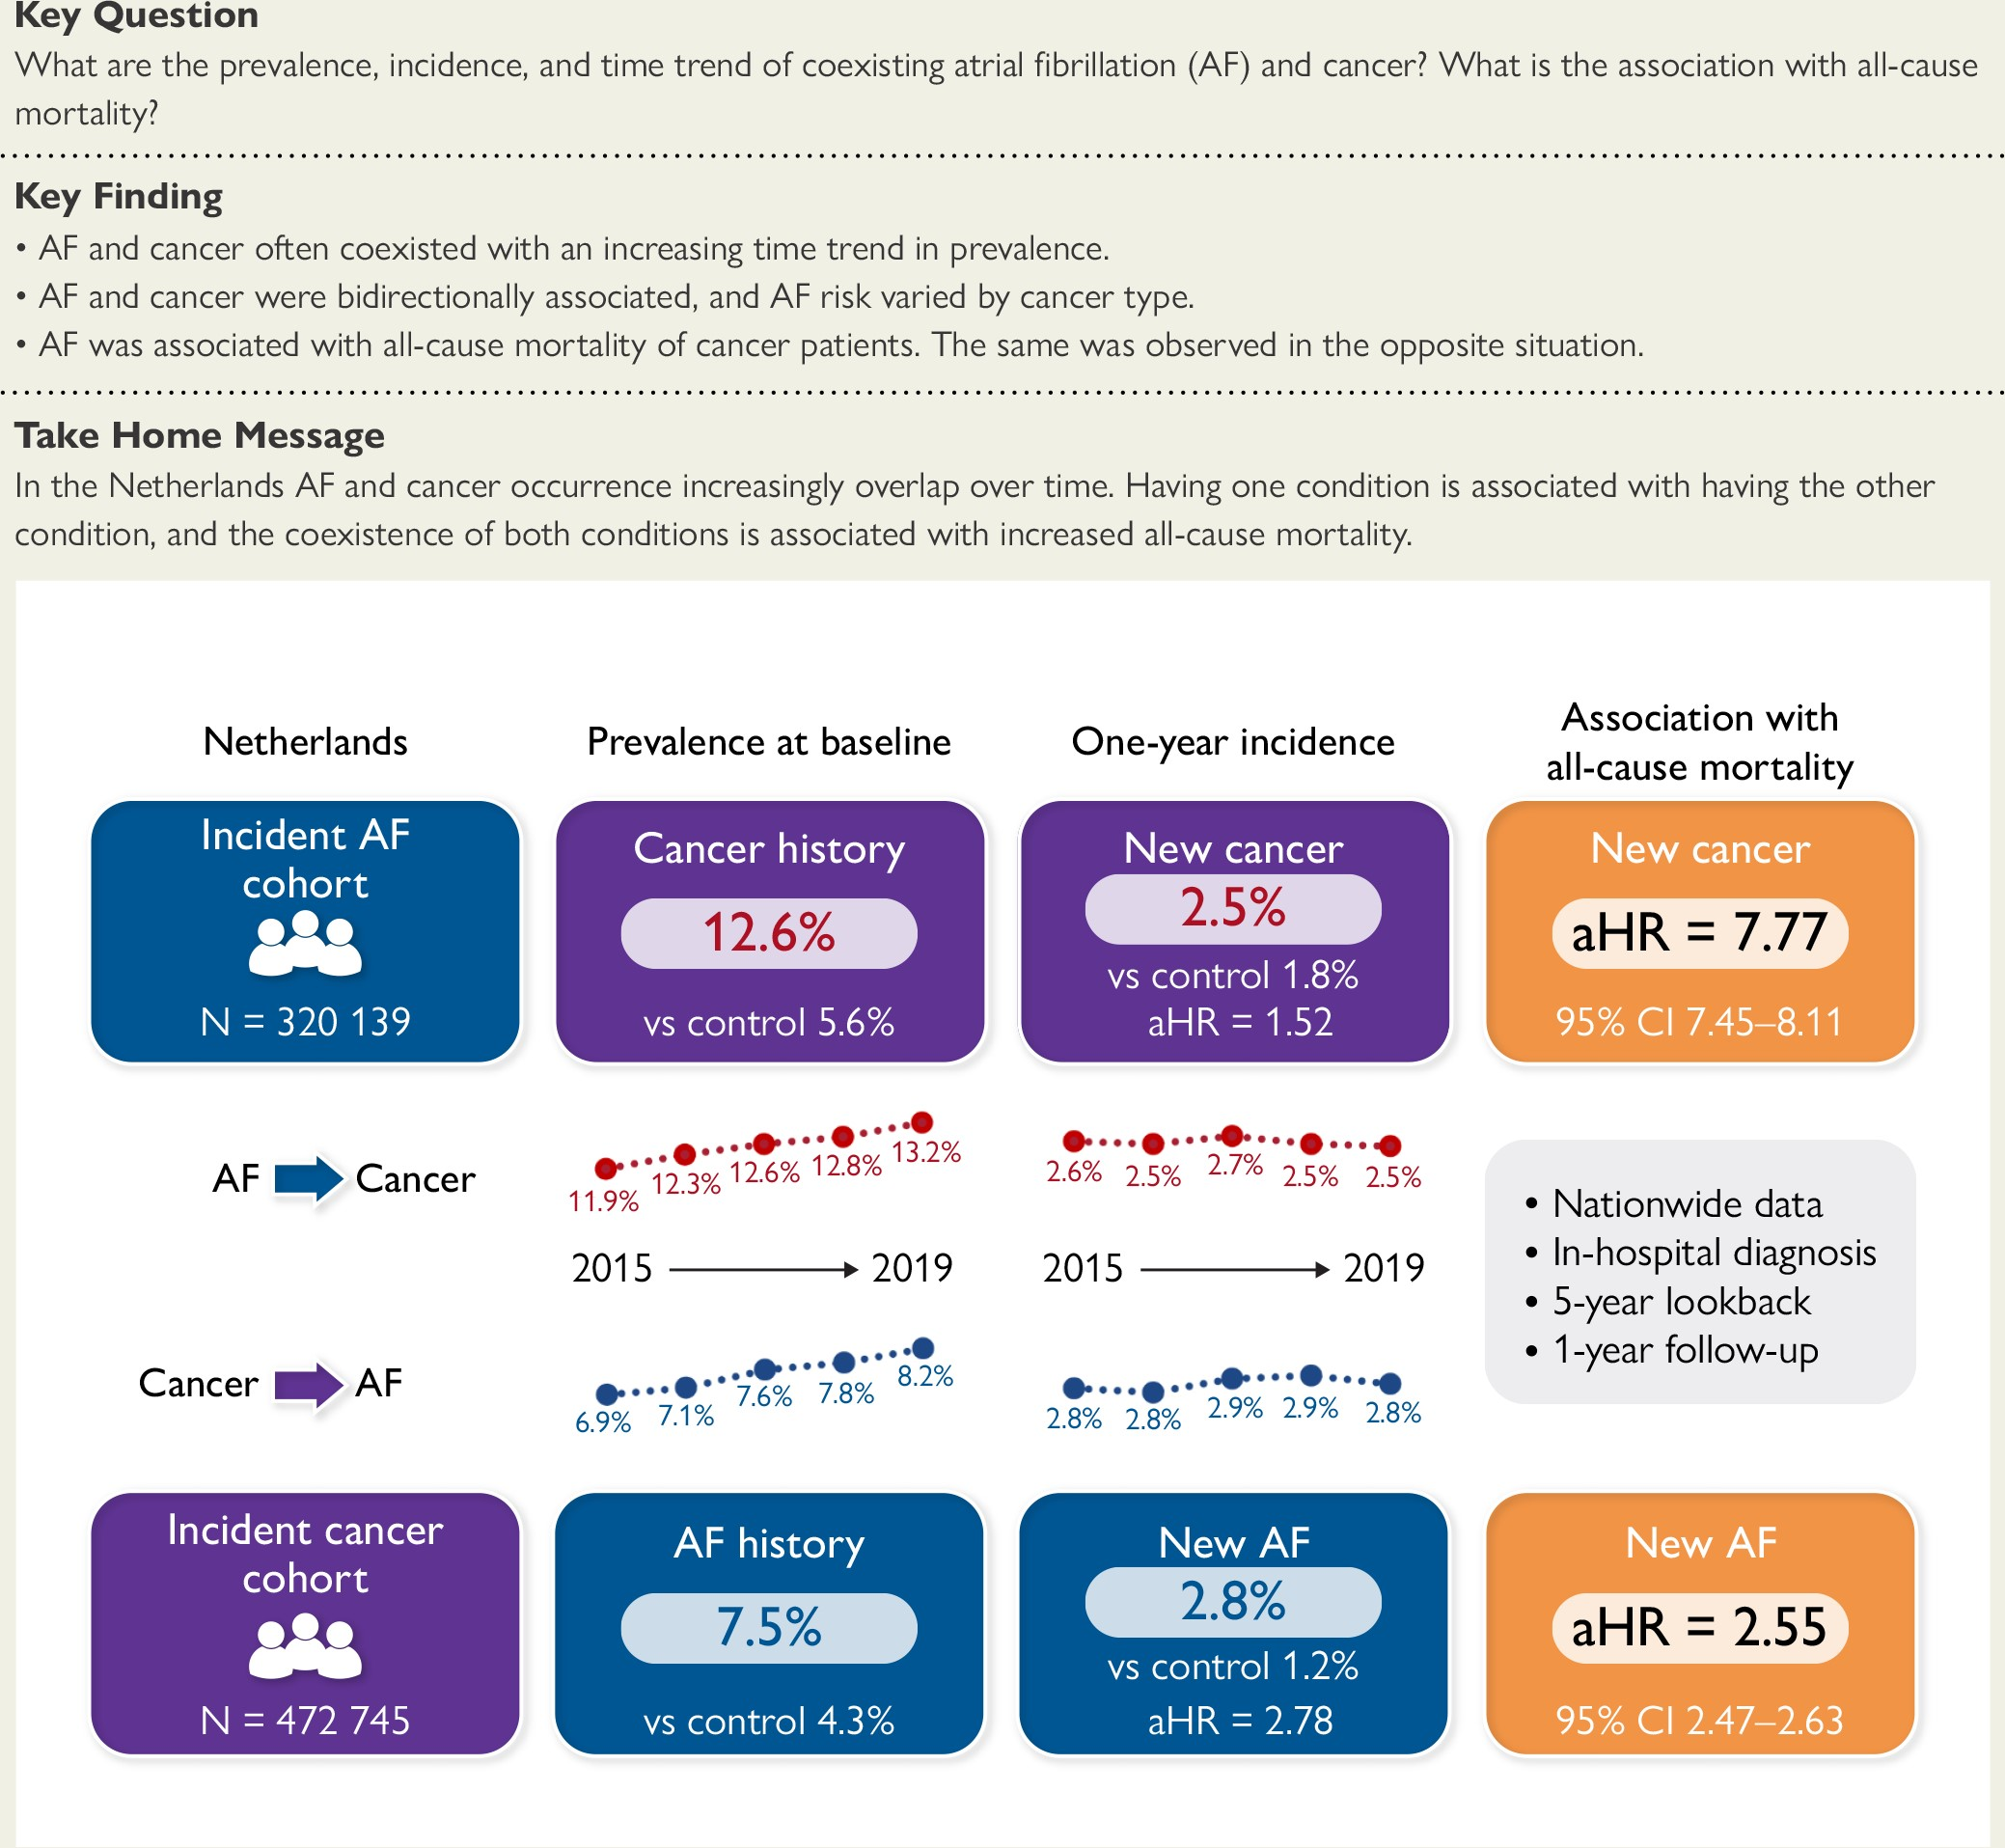 Key Question
What are the prevalence, incidence, and time trend of coexisting atrial fibrillation (AF) and cancer? What is the association with all-cause
mortality?
Key Finding
• AF and cancer often coexisted with an increasing time trend in prevalence.
• AF and cancer were bidirectionally associated, and AF risk varied by cancer type.
• AF was associated with all-cause mortality of cancer patients. The same was observed in the opposite situation.
Take Home Message
In the Netherlands AF and cancer occurrence increasingly overlap over time. Having one condition is associated with having the other
condition, and the coexistence of both conditions is associated with increased all-cause mortality.
Netherlands
Prevalence at baseline
One-year incidence
Association with
all-cause mortality
Incident AF
cohort
N = 320 139
Cancer history
12.6%
vs control 5.6%
New cancer
2.5%
vs control 1.8%
aHR = 1.52
New cancer
aHR = 7.77
95% CI 7.45–8.11
AF Cancer
11.9% 12.3% 12.6% 12.8% 13.2%
2.6% 2.5% 2.7% 2.5% 2.5%
2015 2019
2015 2019
• Nationwide data
• In-hospital diagnosis
• 5-year lookback
• 1-year follow-up
Cancer AF
6.9% 7.1% 7.6% 7.8% 8.2%
2.8% 2.8% 2.9% 2.9% 2.8%
Incident cancer
cohort
N = 472 745
AF history
7.5%
vs control 4.3%
New AF
2.8%
vs control 1.2%
aHR = 2.78
New AF
aHR = 2.55
95% CI 2.47–2.63